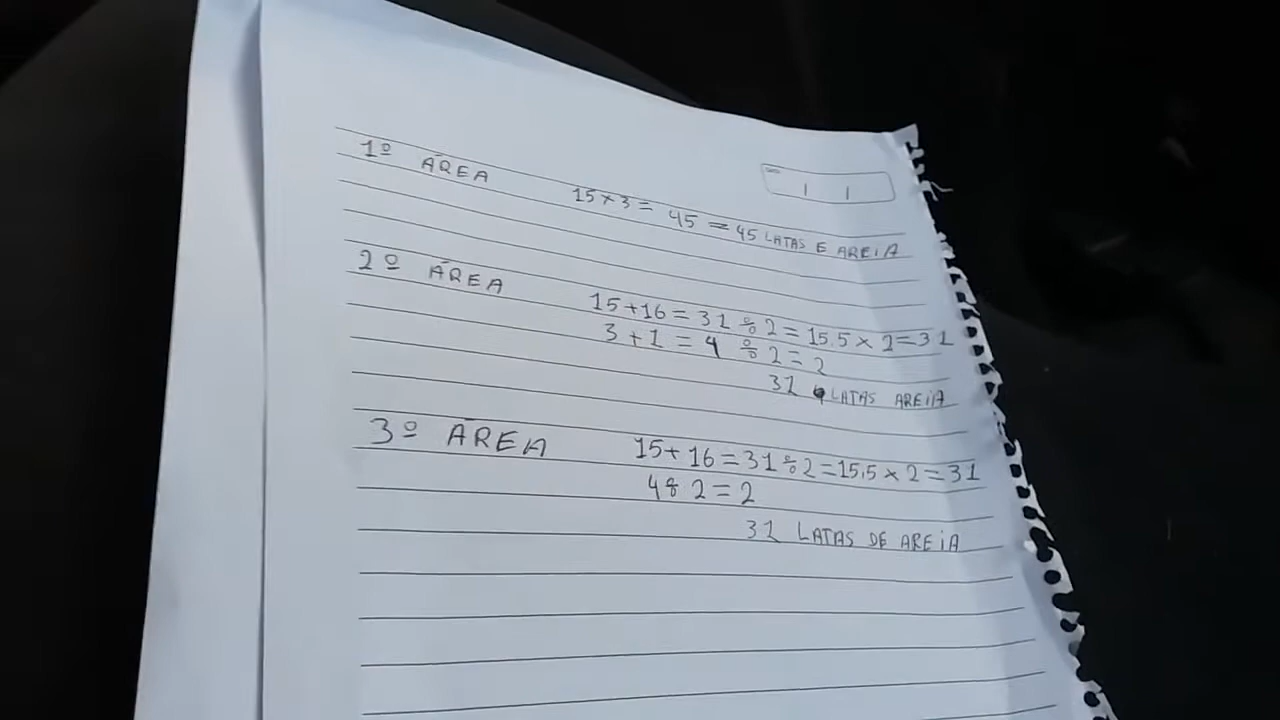 1º ÁREA 15×3= 45 = 45 LATAS E AREIA
2º ÁREA 15+16=31÷2=15.5×2=31
3+1=4÷2=2
31 LATAS AREIA
3º ÁREA 15+16=31÷2=15,5×2=31
4÷2=2
31 LATAS DE AREIA